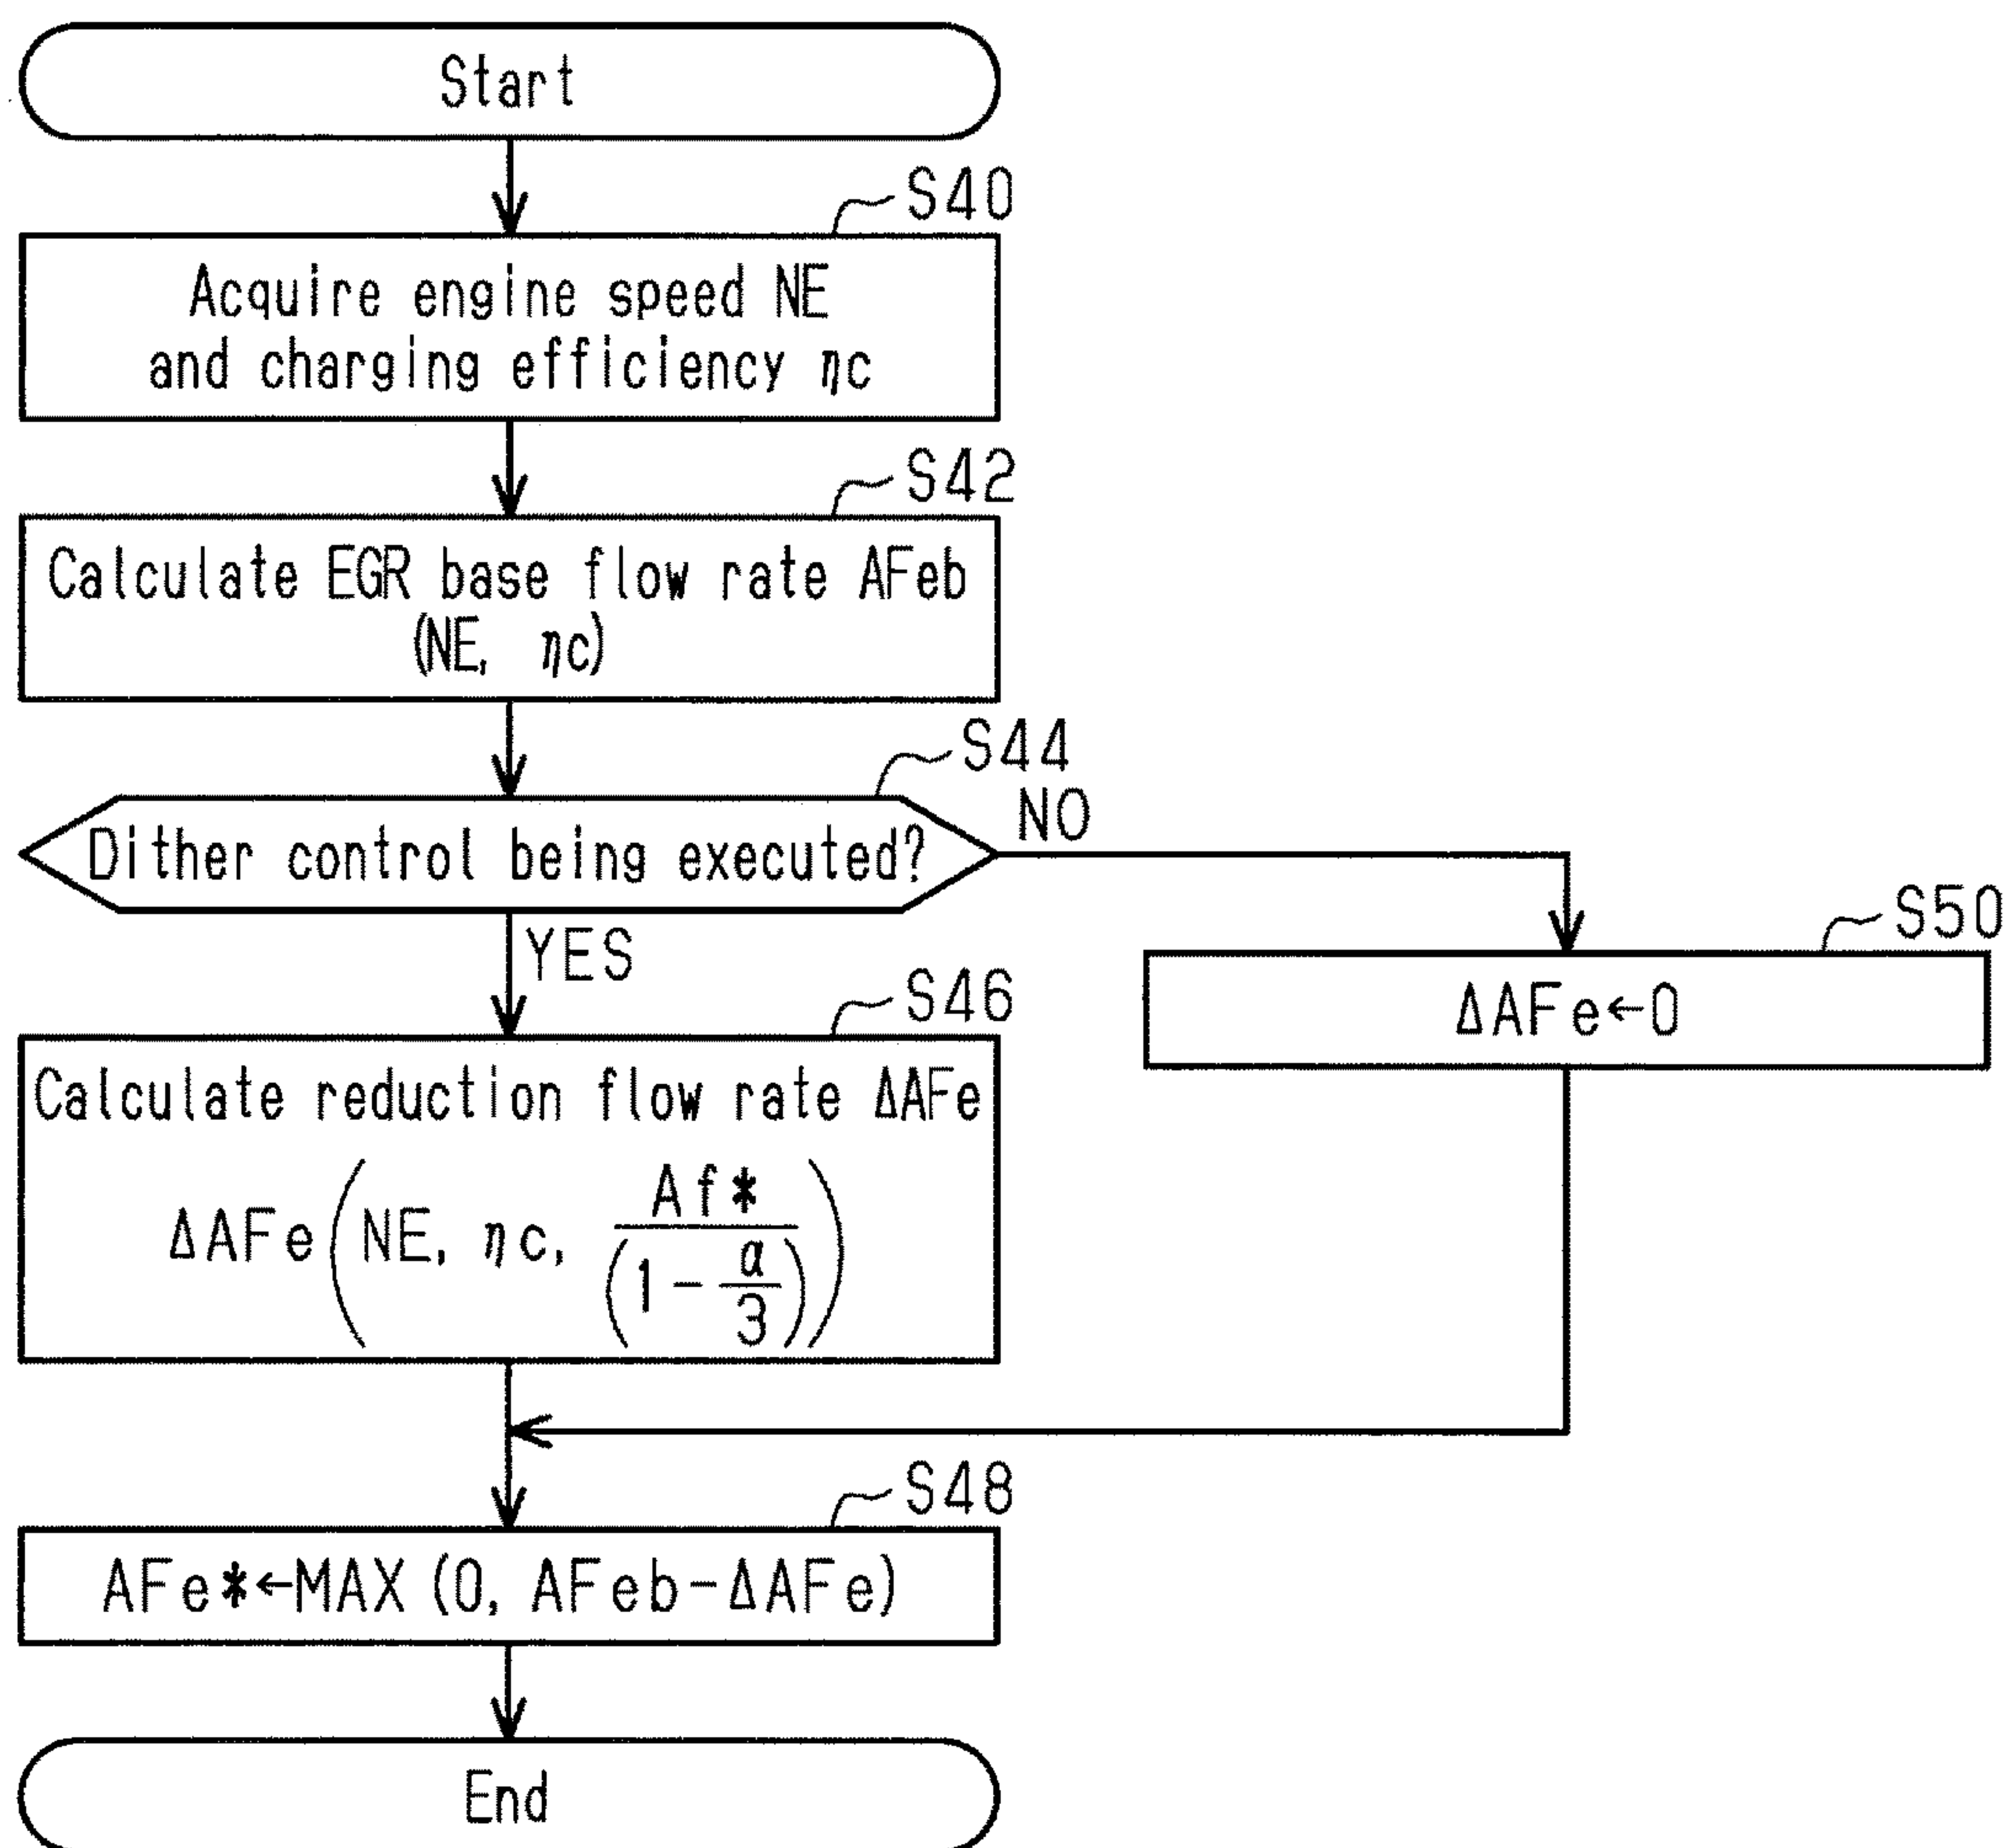 Start
S40
Acquire engine speed NE
and charging efficiency ηc
S42
Calculate EGR base flow rate AFeb
(NE, ηc)
S44
Dither control being executed?
NO
YES
S50
ΔAFe←0
S46
Calculate reduction flow rate ΔAFe
ΔAFe(NE, ηc, Af*/(1-α/3))
S48
AFe*←MAX (0, AFeb-ΔAFe)
End